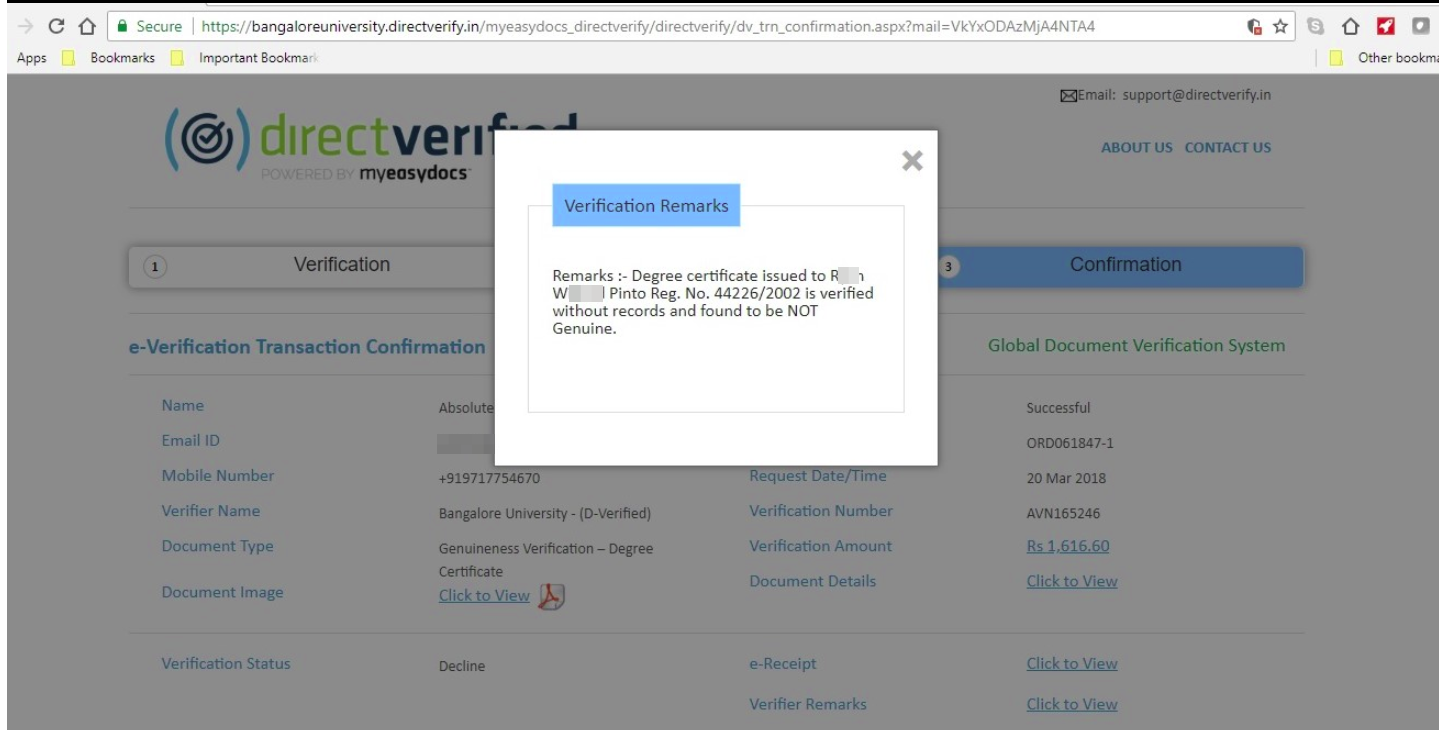 Secure | https://bangaloreuniversity.directverify.in/myeasydocs_directverify/directverify/dv_trn_confirmation.aspx?mail=VkYxODAzMjA4NTA4
Apps Bookmarks Important Bookmark Other bookma
Email: support@directverify.in
directverified
POWERED BY myeasydocs
ABOUT US CONTACT US
Verification Remarks
Remarks :- Degree certificate issued to
Pinto Reg. No. 44226/2002 is verified
without records and found to be NOT
Genuine.
1 Verification
3 Confirmation
e-Verification Transaction Confirmation
Global Document Verification System
Name Absolute Successful
Email ID ORD061847-1
Mobile Number +919717754670 Request Date/Time 20 Mar 2018
Verifier Name Bangalore University - (D-Verified) Verification Number AVN165246
Document Type Genuineness Verification – Degree Verification Amount Rs 1,616.60
Certificate
Document Image Click to View Document Details Click to View
Verification Status Decline e-Receipt Click to View
Verifier Remarks Click to View